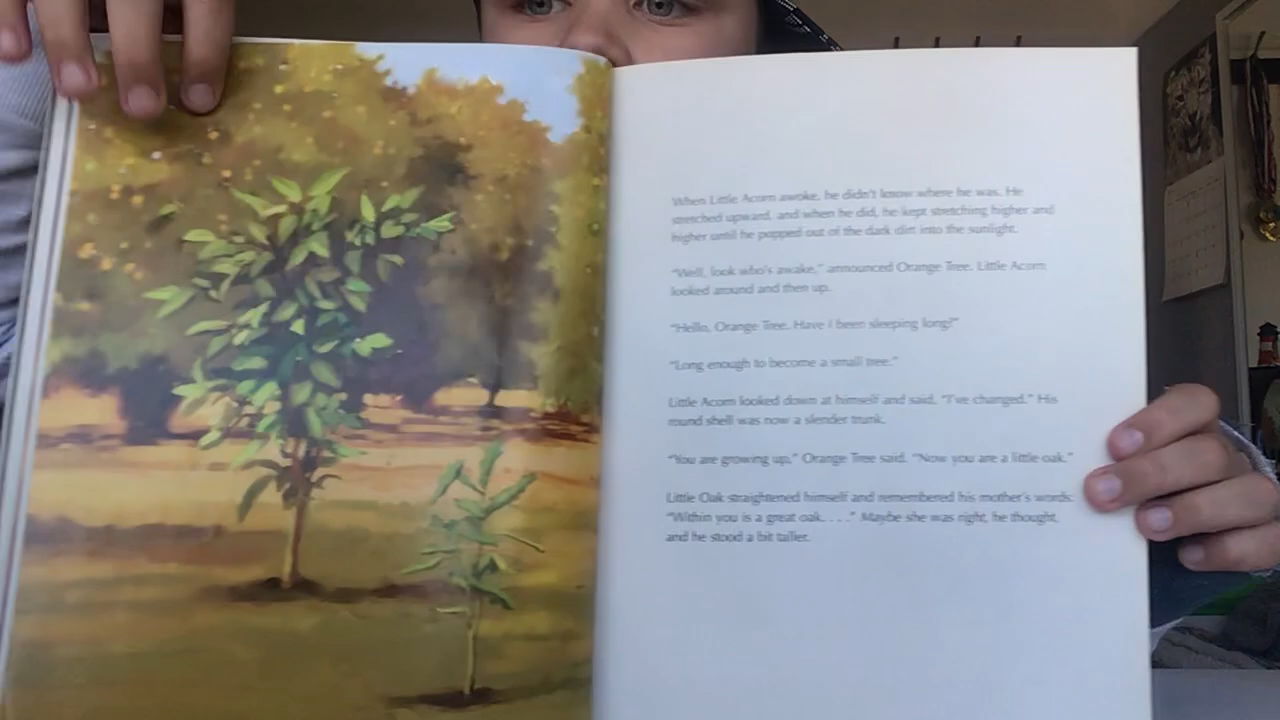 When Little Acorn awoke, he didn't know where he was. He
stretched upward, and when he did, he kept stretching higher and
higher until he popped out of the dark dirt into the sunlight.
"Well, look who's awake," announced Orange Tree. Little Acorn
looked around and then up.
"Hello, Orange Tree. Have I been sleeping long?"
"Long enough to become a small tree."
Little Acorn looked down at himself and said, "I've changed." His
round shell was now a slender trunk.
"You are growing up," Orange Tree said. "Now you are a little oak."
Little Oak straightened himself and remembered his mother's words:
"Within you is a great oak. . . ." Maybe she was right, he thought,
and he stood a bit taller.